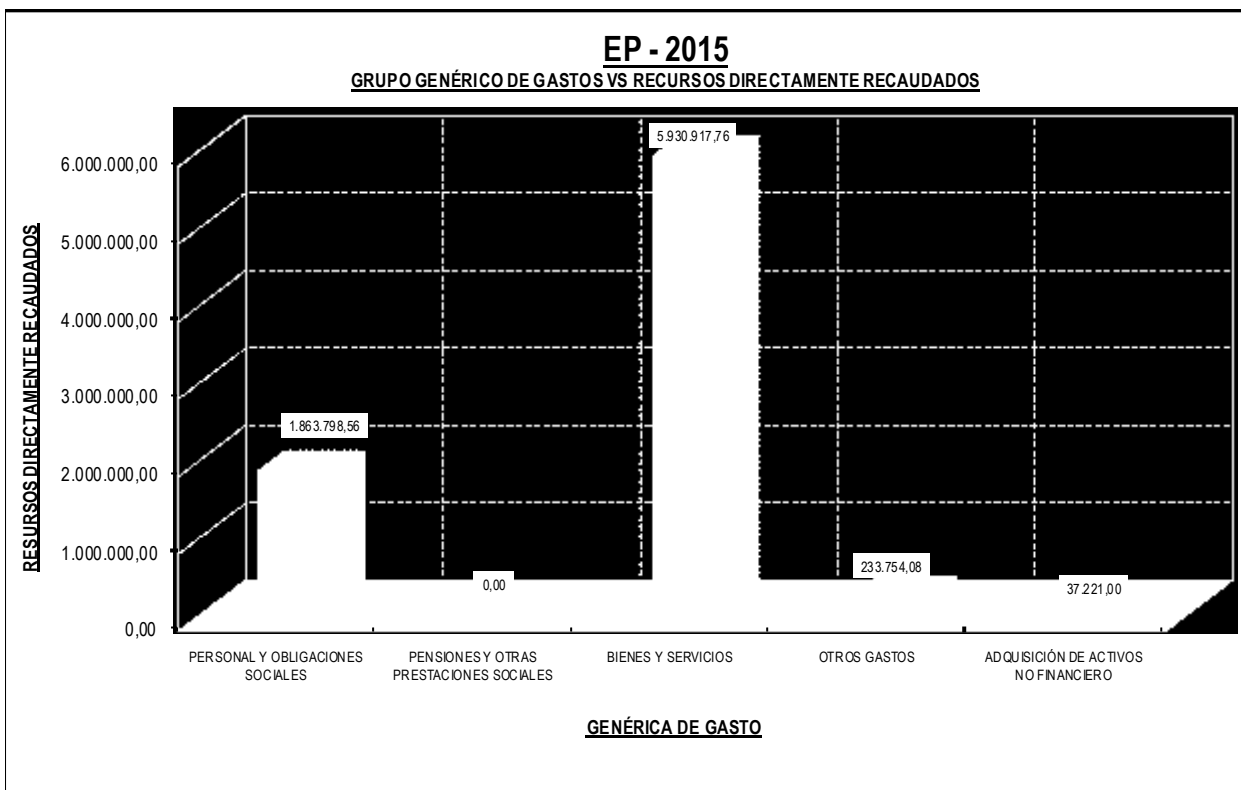 EP - 2015
GRUPO GENÉRICO DE GASTOS VS RECURSOS DIRECTAMENTE RECAUDADOS
RESURSOS DIRECTAMENTE RECAUDADOS
6.000.000,00
5.000.000,00
4.000.000,00
3.000.000,00
2.000.000,00
1.000.000,00
0,00
1.863.798,56
0,00
5.930.917,76
233.754,08
37.221,00
PERSONAL Y OBLIGACIONES
SOCIALES
PENSIONES Y OTRAS
PRESTACIONES SOCIALES
BIENES Y SERVICIOS
OTROS GASTOS
ADQUISICIÓN DE ACTIVOS
NO FINANCIERO
GENÉRICA DE GASTO